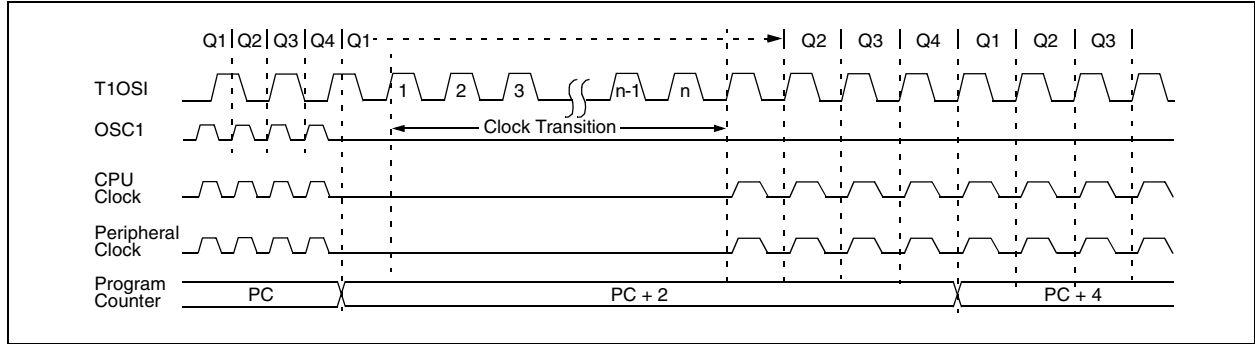 Q1 Q2 Q3 Q4 Q1 Q2 Q3 Q4 Q1 Q2 Q3
T1OSI
1 2 3 n-1 n
OSC1
Clock Transition
CPU
Clock
Peripheral
Clock
Program
Counter
PC PC + 2 PC + 4